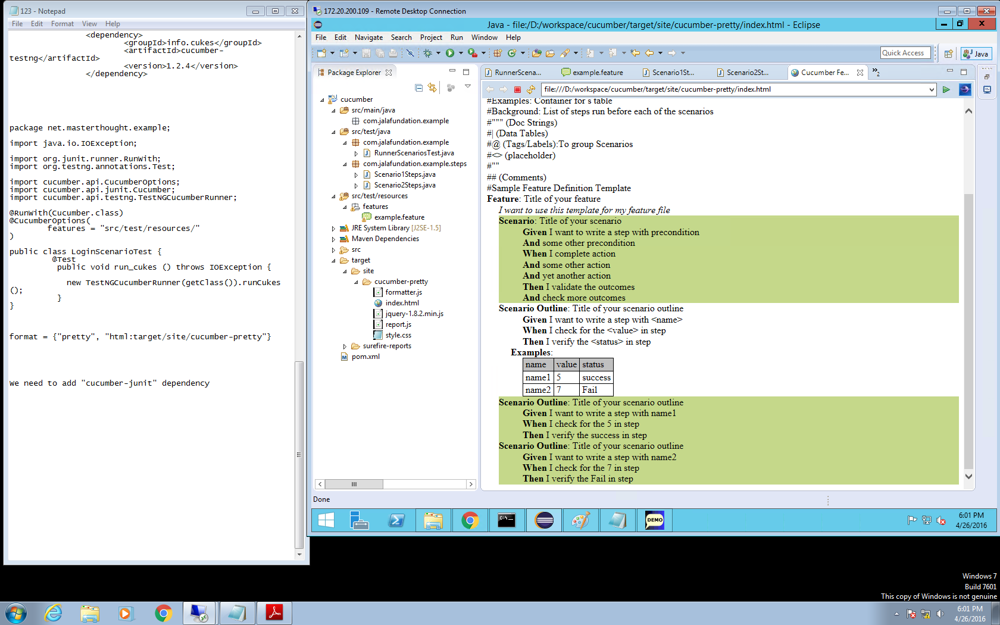 123 - Notepad
File Edit Format View Help
<dependency>
<groupId>info.cukes</groupId>
<artifactId>cucumber-
testng</artifactId>
<version>1.2.4</version>
</dependency>
package net.masterthought.example;
import java.io.IOException;
import org.junit.runner.RunWith;
import org.testng.annotations.Test;
import cucumber.api.CucumberOptions;
import cucumber.api.junit.Cucumber;
import cucumber.api.testng.TestNGCucumberRunner;
@RunWith(Cucumber.class)
@CucumberOptions(
features = "src/test/resources/"
)
public class LoginScenarioTest {
@Test
public void run_cukes () throws IOException {
new TestNGCucumberRunner(getClass()).runCukes
();
}
}
format = {"pretty", "html:target/site/cucumber-pretty"}
We need to add "cucumber-junit" dependency
172.20.200.109 - Remote Desktop Connection
Java - file:/D:/workspace/cucumber/target/site/cucumber-pretty/index.html - Eclipse
File Edit Navigate Search Project Run Window Help
Quick Access
Java
Package Explorer
cucumber
src/main/java
com.jalafundation.example
src/test/java
com.jalafundation.example
RunnerScenariosTest.java
com.jalafundation.example.steps
Scenario1Steps.java
Scenario2Steps.java
src/test/resources
features
example.feature
JRE System Library [J2SE-1.5]
Maven Dependencies
src
target
site
cucumber-pretty
formatter.js
index.html
jquery-1.8.2.min.js
report.js
style.css
surefire-reports
pom.xml
RunnerScena...
example.feature
Scenario1St...
Scenario2St...
Cucumber Fe...
»2
file:///D:/workspace/cucumber/target/site/cucumber-pretty/index.html
#Examples: Container for s table
#Background: List of steps run before each of the scenarios
#""" (Doc Strings)
#| (Data Tables)
#@ (Tags/Labels):To group Scenarios
#<> (placeholder)
#""
## (Comments)
#Sample Feature Definition Template
Feature: Title of your feature
I want to use this template for my feature file
Scenario: Title of your scenario
Given I want to write a step with precondition
And some other precondition
When I complete action
And some other action
And yet another action
Then I validate the outcomes
And check more outcomes
Scenario Outline: Title of your scenario outline
Given I want to write a step with <name>
When I check for the <value> in step
Then I verify the <status> in step
Examples:
name value status
name1 5 success
name2 7 Fail
Scenario Outline: Title of your scenario outline
Given I want to write a step with name1
When I check for the 5 in step
Then I verify the success in step
Scenario Outline: Title of your scenario outline
Given I want to write a step with name2
When I check for the 7 in step
Then I verify the Fail in step
Done
C:\_
DEMO
6:01 PM
4/26/2016
Windows 7
Build 7601
This copy of Windows is not genuine
6:01 PM
4/26/2016